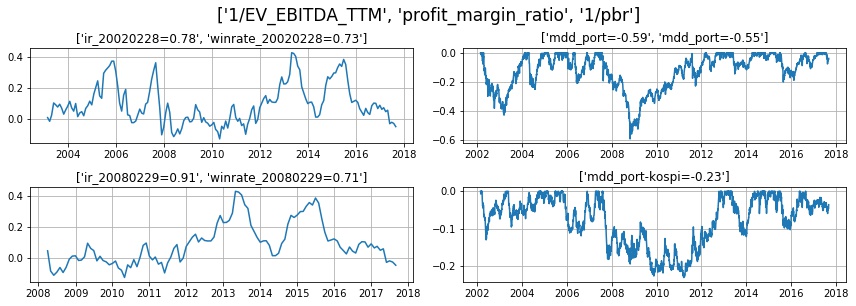 ['1/EV_EBITDA_TTM', 'profit_margin_ratio', '1/pbr']
['ir_20020228=0.78', 'winrate_20020228=0.73']
0.4
0.2
0.0
2004 2006 2008 2010 2012 2014 2016 2018
['mdd_port=-0.59', 'mdd_port=-0.55']
0.0
−0.2
−0.4
−0.6
2002 2004 2006 2008 2010 2012 2014 2016 2018
['ir_20080229=0.91', 'winrate_20080229=0.71']
0.4
0.2
0.0
2008 2009 2010 2011 2012 2013 2014 2015 2016 2017 2018
['mdd_port-kospi=-0.23']
0.0
−0.1
−0.2
2002 2004 2006 2008 2010 2012 2014 2016 2018